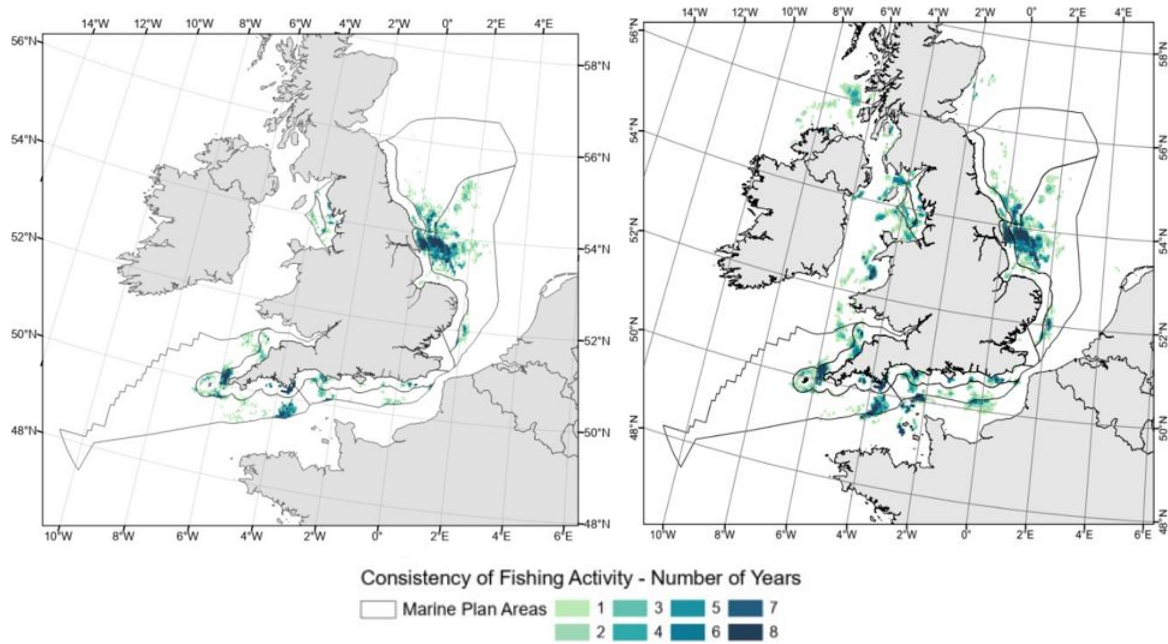 14°W 12°W 10°W 8°W 6°W 4°W 2°W 0° 2°E 4°E
56°N
54°N
52°N
50°N
48°N
58°N
56°N
54°N
52°N
50°N
48°N
10°W 8°W 6°W 4°W 2°W 0° 2°E 4°E 6°E
14°W 12°W 10°W 8°W 6°W 4°W 2°W 0° 2°E 4°E
56°N
54°N
52°N
50°N
48°N
58°N
56°N
54°N
52°N
50°N
48°N
10°W 8°W 6°W 4°W 2°W 0° 2°E 4°E 6°E
Consistency of Fishing Activity - Number of Years
Marine Plan Areas 1 3 5 7
2 4 6 8